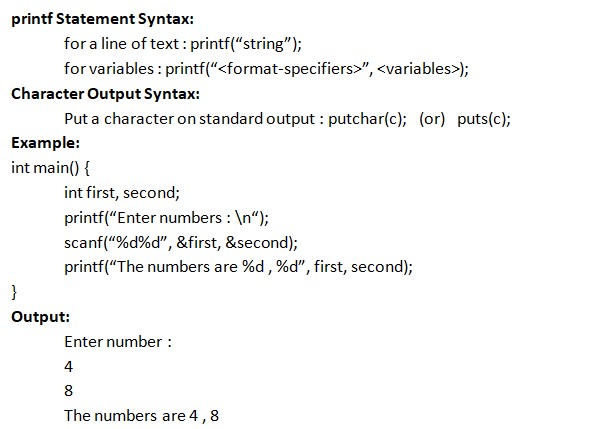 printf Statement Syntax:
for a line of text : printf(“string”);
for variables : printf(“<format-specifiers>”, <variables>);
Character Output Syntax:
Put a character on standard output : putchar(c);   (or)   puts(c);
Example:
int main() {
int first, second;
printf(“Enter numbers : \n“);
scanf(“%d%d”, &first, &second);
printf(“The numbers are %d , %d”, first, second);
}
Output:
Enter number :
4
8
The numbers are 4 , 8